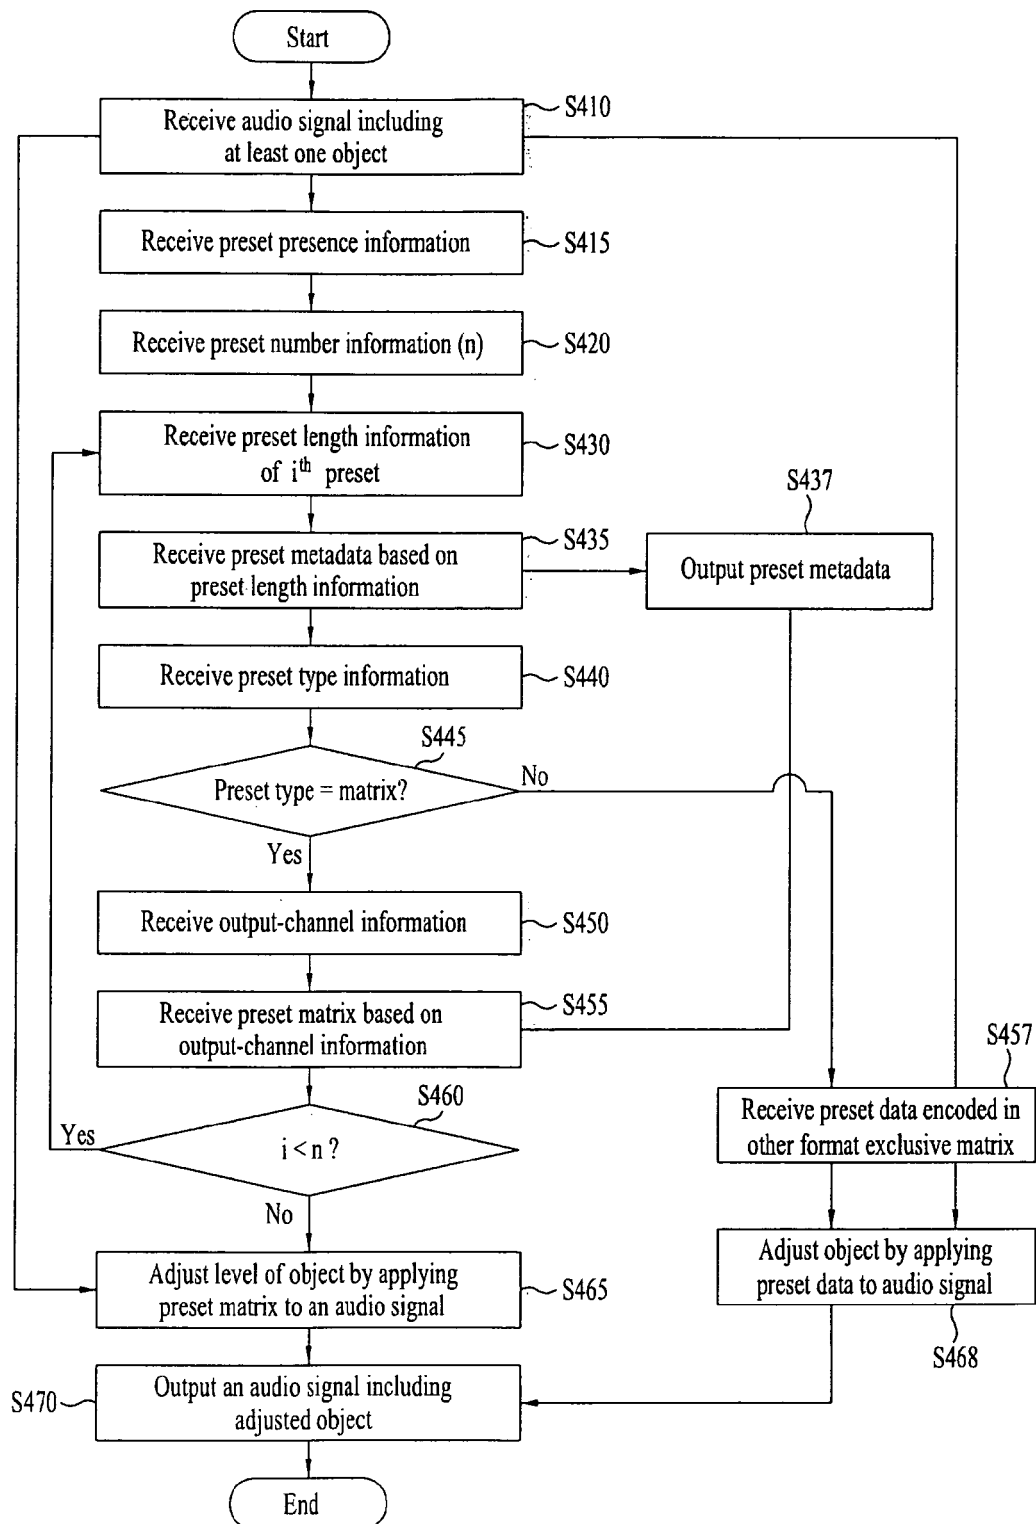 Start
Receive audio signal including
at least one object
S410
Receive preset presence information
S415
Receive preset number information (n)
S420
Receive preset length information
of ith preset
S430
Receive preset metadata based on
preset length information
S435
S437
Output preset metadata
Receive preset type information
S440
S445
Preset type = matrix?
No
Yes
Receive output-channel information
S450
Receive preset matrix based on
output-channel information
S455
S457
Receive preset data encoded in
other format exclusive matrix
S460
Yes
i < n ?
No
Adjust level of object by applying
preset matrix to an audio signal
S465
Adjust object by applying
preset data to audio signal
S468
S470
Output an audio signal including
adjusted object
End